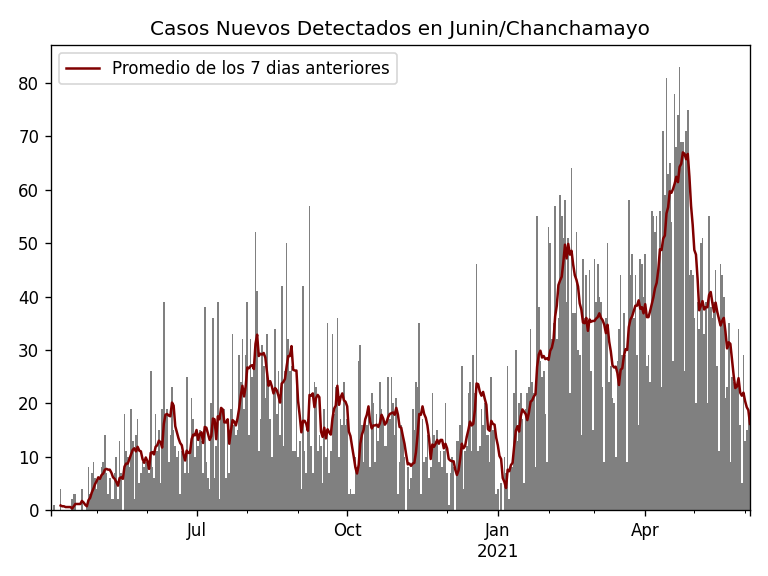 Casos Nuevos Detectados en Junin/Chanchamayo
Promedio de los 7 dias anteriores
80
70
60
50
40
30
20
10
0
Jul
Oct
Jan
Apr
2021